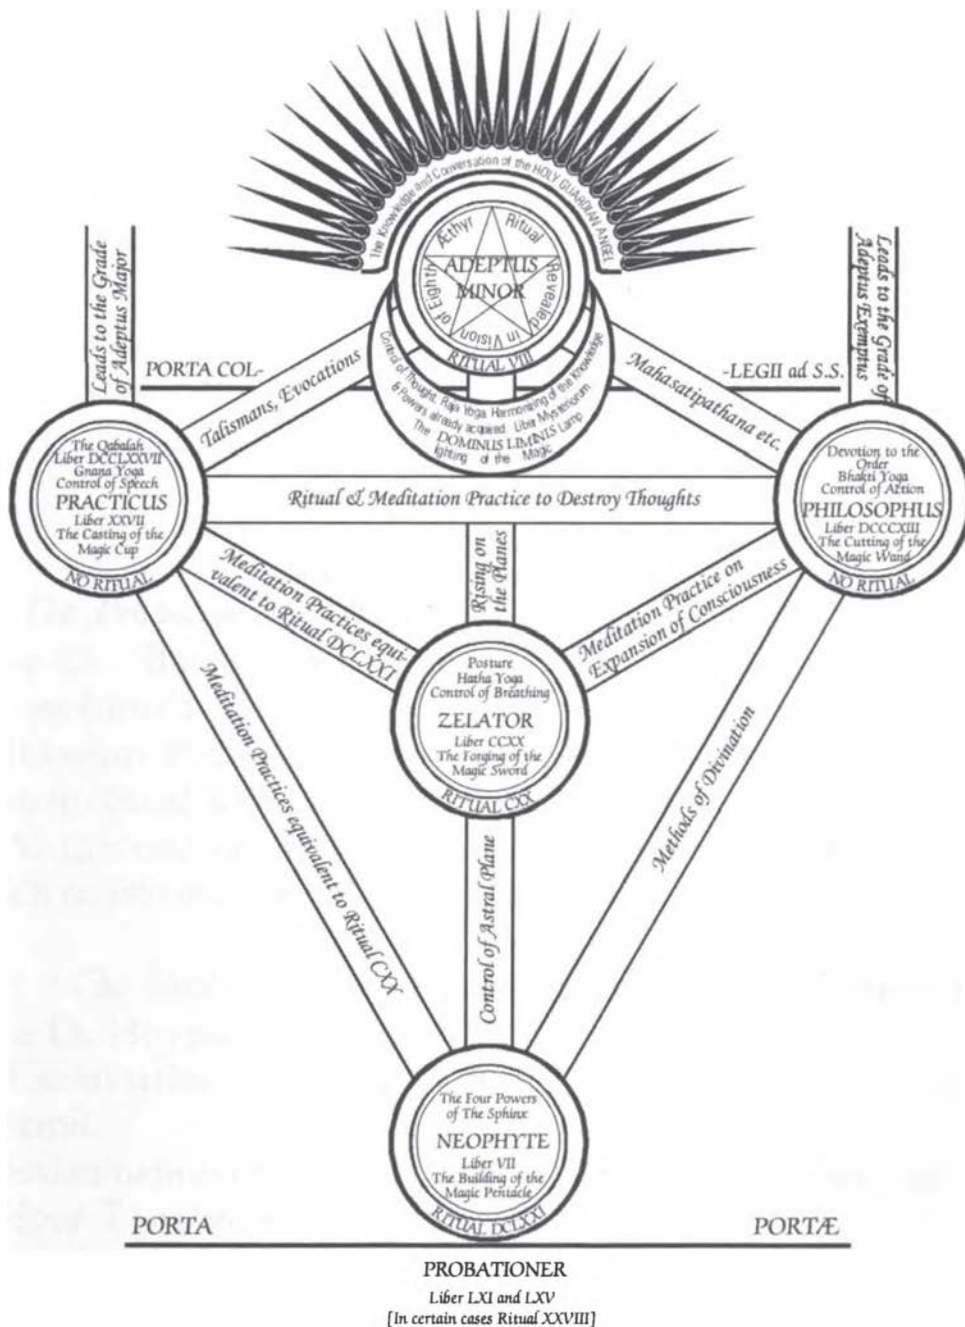 The Knowledge and Conversation of the HOLY GUARDIAN ANGEL
Æthyr Ritual Revealed in Vision of Eighth
ADEPTUS
MINOR
RITUAL VIII
Leads to the Grade
of Adeptus Major
Leads to the Grade of
Adeptus Exemptus
PORTA COL-
-LEGII ad S.S.
Talismans, Evocations
Mahasatipathana etc.
Control of Thought. Raja Yoga Harmonizing of the Knowledge
& Powers already acquired. Liber Mysteriorum
The DOMINUS LIMINIS Lamp
lighting of the Magic
The Qabalah
Liber DCCLXXVII
Gnana Yoga
Control of Speech
PRACTICUS
Liber XXVII
The Casting of the
Magic Cup
NO RITUAL
Ritual & Meditation Practice to Destroy Thoughts
Devotion to the
Order
Bhakti Yoga
Control of Action
PHILOSOPHUS
Liber DCCCXIII
The Cutting of the
Magic Wand
NO RITUAL
Meditation Practices equi-
valent to Ritual DCLXXI
Rising on
the Planes
Meditation Practice on
Expansion of Consciousness
Posture
Hatha Yoga
Control of Breathing
ZELATOR
Liber CCXX
The Forging of the
Magic Sword
RITUAL CXX
Meditation Practices equivalent to Ritual CXX
Control of Astral Plane
Methods of Divination
The Four Powers
of The Sphinx
NEOPHYTE
Liber VII
The Building of the
Magic Pentacle
RITUAL DCLXXI
PORTA
PORTÆ
PROBATIONER
Liber LXI and LXV
[In certain cases Ritual XXVIII]